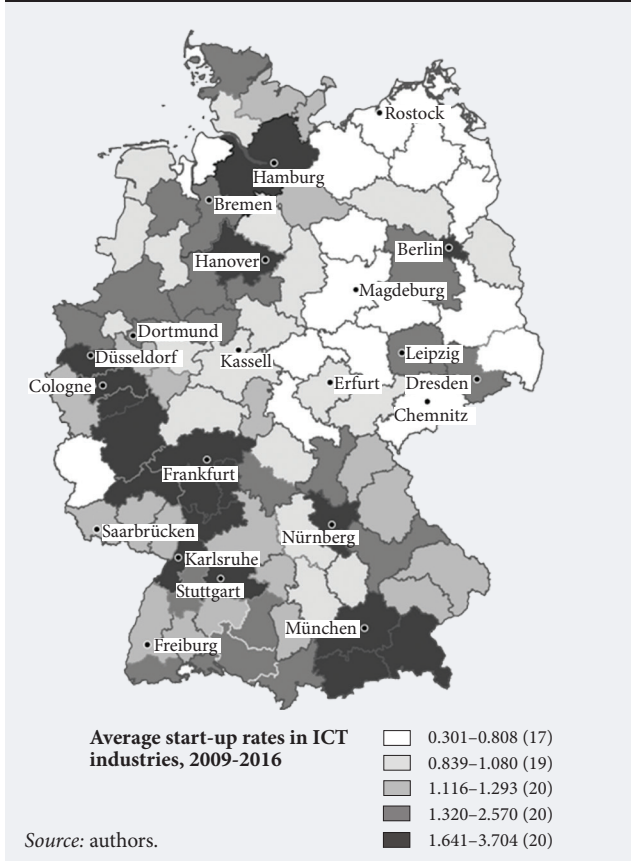 Rostock
Hamburg
Bremen
Berlin
Hanover
Magdeburg
Dortmund
Düsseldorf
Leipzig
Kassell
Cologne
Erfurt
Dresden
Chemnitz
Frankfurt
Saarbrücken
Nürnberg
Karlsruhe
Stuttgart
München
Freiburg
Average start-up rates in ICT
industries, 2009-2016
0.301–0.808 (17)
0.839–1.080 (19)
1.116–1.293 (20)
1.320–2.570 (20)
1.641–3.704 (20)
Source: authors.